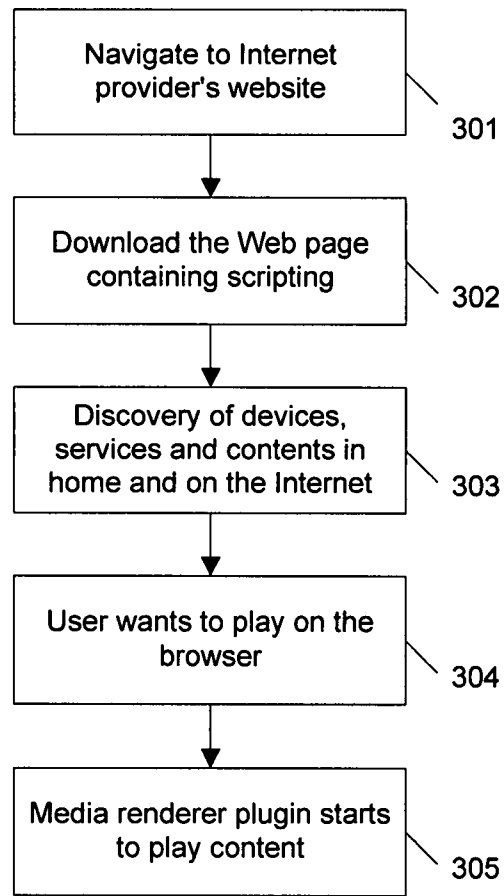 Navigate to Internet
provider's website
301
Download the Web page
containing scripting
302
Discovery of devices,
services and contents in
home and on the Internet
303
User wants to play on the
browser
304
Media renderer plugin starts
to play content
305